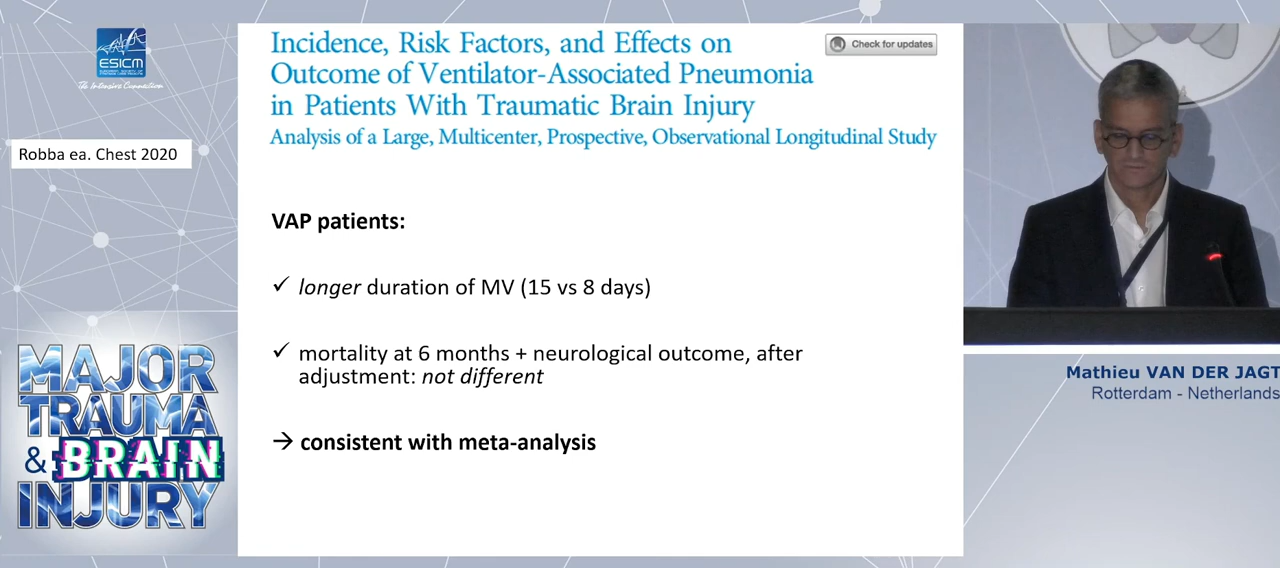 ESICM
The Intensive Connection
Robba ea. Chest 2020
Incidence, Risk Factors, and Effects on
Outcome of Ventilator-Associated Pneumonia
in Patients With Traumatic Brain Injury
Analysis of a Large, Multicenter, Prospective, Observational Longitudinal Study
Check for updates
VAP patients:
✓ longer duration of MV (15 vs 8 days)
✓ mortality at 6 months + neurological outcome, after
adjustment: not different
→ consistent with meta-analysis
MAJOR
TRAUMA
& BRAIN
INJURY
Mathieu VAN DER JAGT
Rotterdam - Netherlands